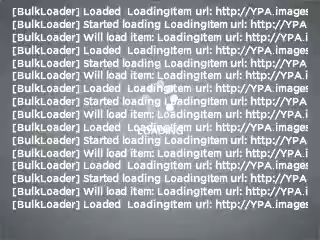 [BulkLoader] Loaded LoadingItem url: http://YPA.images
[BulkLoader] Started loading LoadingItem url: http://YPA
[BulkLoader] Will load item: LoadingItem url: http://YPA.i
[BulkLoader] Loaded LoadingItem url: http://YPA.images
[BulkLoader] Started loading LoadingItem url: http://YPA
[BulkLoader] Will load item: LoadingItem url: http://YPA.i
[BulkLoader] Loaded LoadingItem url: http://YPA.images
[BulkLoader] Started loading LoadingItem url: http://YPA
[BulkLoader] Will load item: LoadingItem url: http://YPA.i
[BulkLoader] Loaded LoadingItem url: http://YPA.images
LOADING
[BulkLoader] Started loading LoadingItem url: http://YPA
[BulkLoader] Will load item: LoadingItem url: http://YPA.i
[BulkLoader] Loaded LoadingItem url: http://YPA.images
[BulkLoader] Started loading LoadingItem url: http://YPA
[BulkLoader] Will load item: LoadingItem url: http://YPA.i
[BulkLoader] Loaded LoadingItem url: http://YPA.images